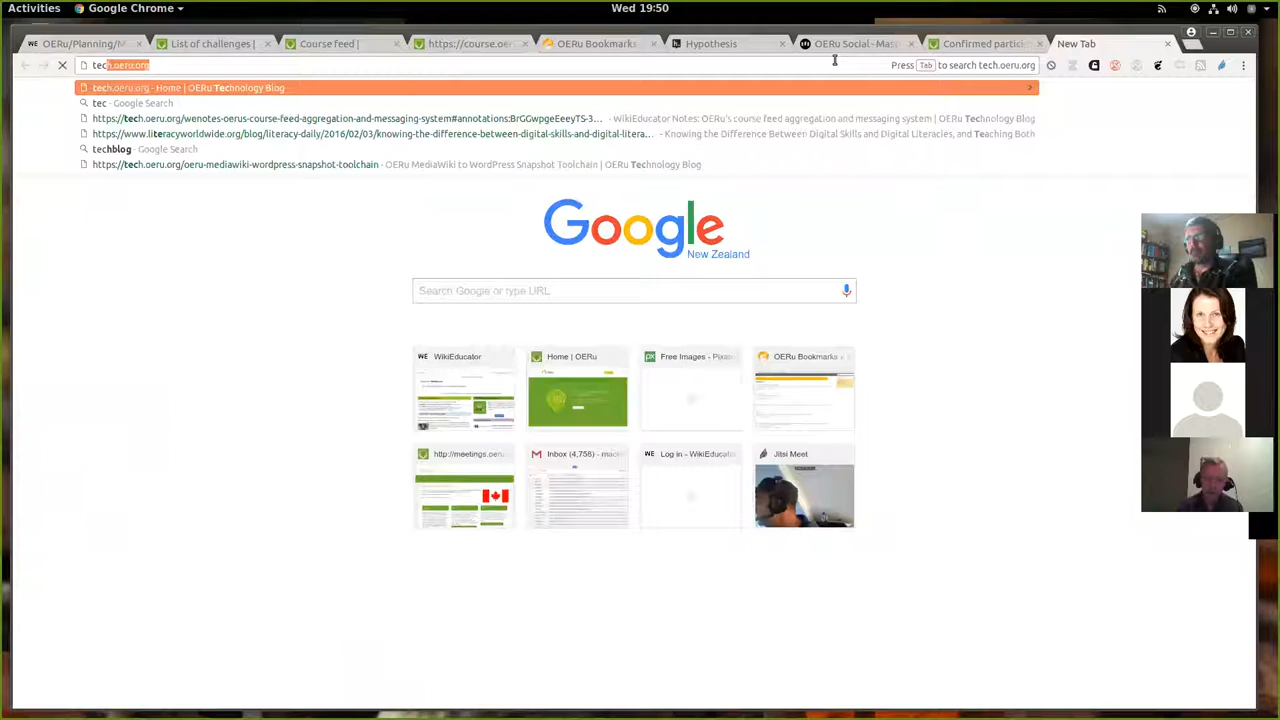 Activities Google Chrome Wed 19:50
OERu/Planning/M List of challenges | Course feed | https://course.oe OERu Bookmarks Hypothesis OERu Social - Mas Confirmed partici New Tab
tech.oeru.org Press Tab to search tech.oeru.org
tech.oeru.org - Home | OERu Technology Blog
tec - Google Search
https://tech.oeru.org/wenotes-oerus-course-feed-aggregation-and-messaging-system#annotations:BrGGwpgeEeeyTS-3... - WikiEducator Notes: OERu's course feed aggregation and messaging system | OERu Technology Blog
https://www.literacyworldwide.org/blog/literacy-daily/2016/02/03/knowing-the-difference-between-digital-skills-and-digital-litera... - Knowing the Difference Between Digital Skills and Digital Literacies, and Teaching Both
techblog - Google Search
https://tech.oeru.org/oeru-mediawiki-wordpress-snapshot-toolchain - OERu MediaWiki to WordPress Snapshot Toolchain | OERu Technology Blog
Google
New Zealand
Search Google or type URL
WE WikiEducator Home | OERu px Free Images - Pixa OERu Bookmarks
http://meetings.oeru Inbox (4,756) - mac WE Log in - WikiEducat Jitsi Meet